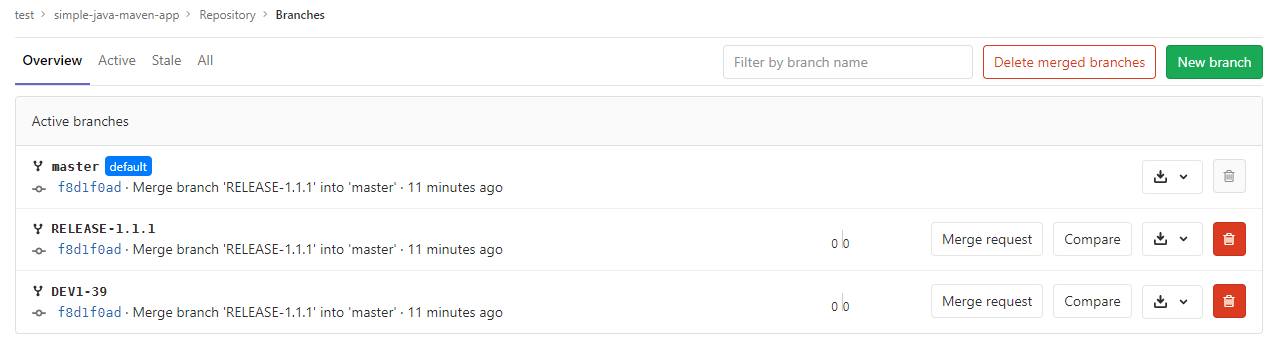 test > simple-java-maven-app > Repository > Branches
Overview Active Stale All Filter by branch name Delete merged branches New branch
Active branches
master default
f8d1f0ad · Merge branch 'RELEASE-1.1.1' into 'master' · 11 minutes ago
RELEASE-1.1.1
f8d1f0ad · Merge branch 'RELEASE-1.1.1' into 'master' · 11 minutes ago 0 0 Merge request Compare
DEV1-39
f8d1f0ad · Merge branch 'RELEASE-1.1.1' into 'master' · 11 minutes ago 0 0 Merge request Compare